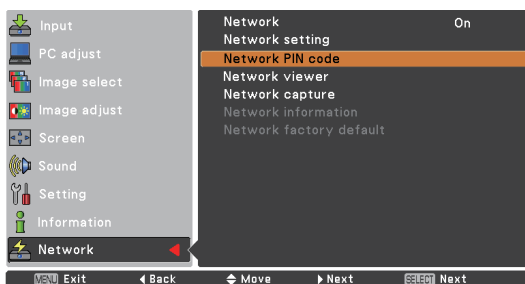 Input
PC adjust
Image select
Image adjust
Screen
Sound
Setting
Information
Network
Network On
Network setting
Network PIN code
Network viewer
Network capture
Network information
Network factory default
MENU Exit Back Move Next SELECT Next